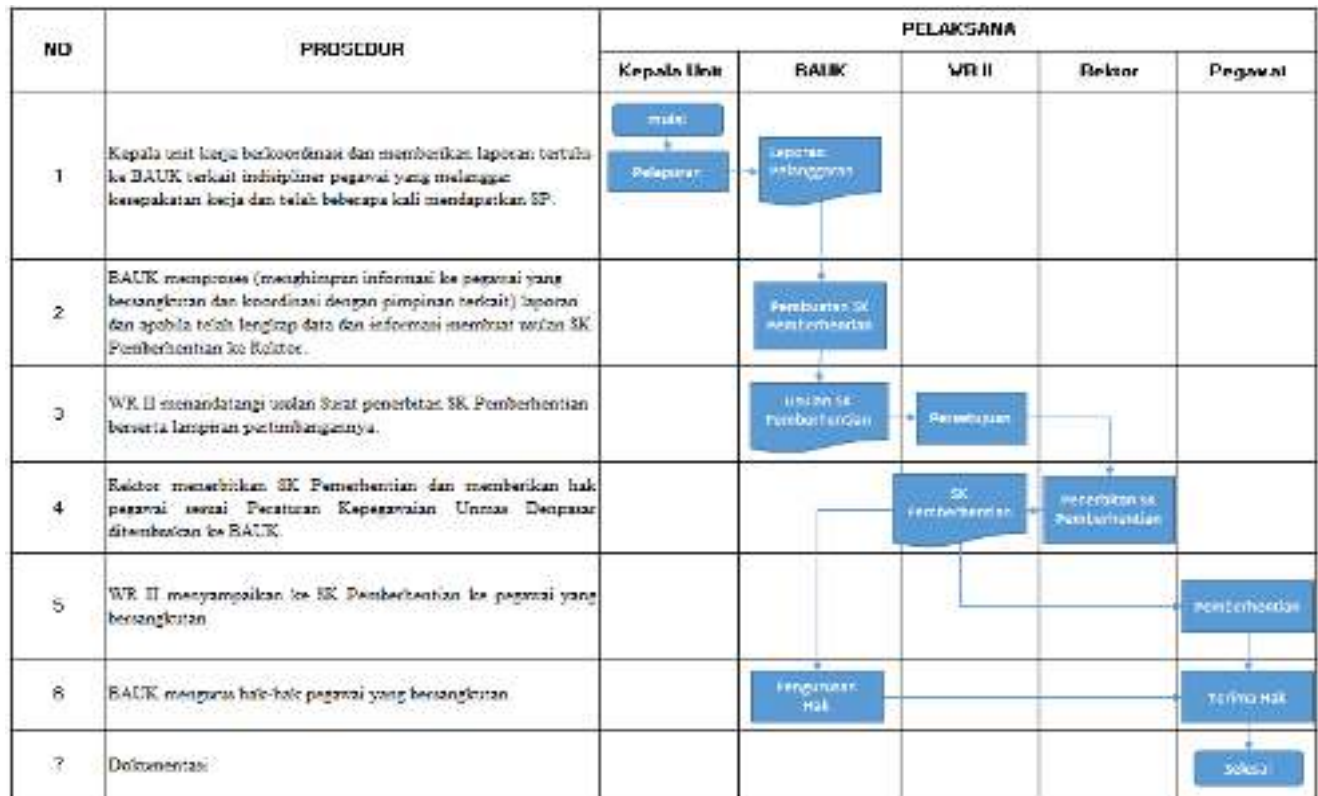 NO
PROSEDUR
PELAKSANA
Kepala Unit
BAUK
WR II
Rektor
Pegawai
1
Kepala unit kerja berkoordinasi dan memberikan laporan tertulis
ke BAUK terkait indisipliner pegawai yang melanggar
kesepakatan kerja dan telah beberapa kali mendapatkan SP.
mulai
Pelaporan
Laporan
Pelanggaran
2
BAUK memproses (menghimpun informasi ke pegawai yang
bersangkutan dan koordinasi dengan pimpinan terkait) laporan
dan apabila telah lengkap data dan informasi membuat usulan SK
Pemberhentian ke Rektor.
Pembuatan SK
Pemberhentian
3
WR II menandatangi usulan Surat penerbitan SK Pemberhentian
berserta lampiran pertimbangannya.
Usulan SK
Pemberhentian
Persetujuan
4
Rektor menerbitkan SK Pemerhentian dan memberikan hak
pegawai sesuai Peraturan Kepegawaian Unmas Denpasar
ditembuskan ke BAUK.
SK
Pemberhentian
Penerbitan SK
Pemberhentian
5
WR II menyampaikan ke SK Pemberhentian ke pegawai yang
bersangkutan
Pemberhentian
6
BAUK mengurus hak-hak pegawai yang bersangkutan
Pengurusan
Hak
Terima Hak
7
Dokumentasi
Selesai